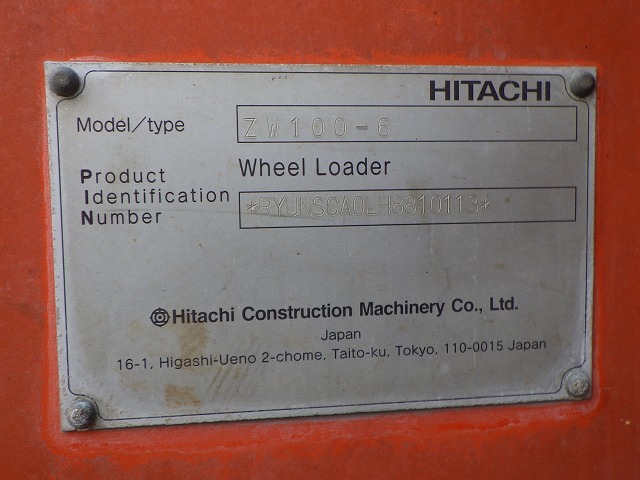 HITACHI
Model/type ZW100-6
Product Wheel Loader
Identification
Number *RYUNSCA0LH8810113*
Hitachi Construction Machinery Co., Ltd.
Japan
16-1, Higashi-Ueno 2-chome, Taito-ku, Tokyo, 110-0015 Japan